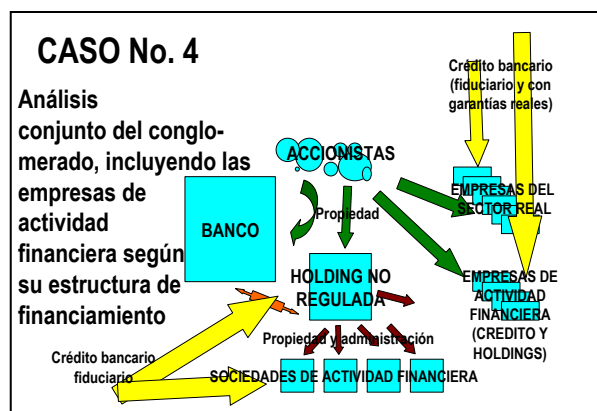 CASO No. 4
Análisis
conjunto del conglo-
merado, incluyendo las
empresas de
actividad
financiera según
su estructura de
financiamiento
Crédito bancario
(fiduciario y con
garantías reales)
ACCIONISTAS
EMPRESAS DEL
SECTOR REAL
Propiedad
BANCO
HOLDING NO
REGULADA
EMPRESAS DE
ACTIVIDAD
FINANCIERA
(CREDITO Y
HOLDINGS)
Propiedad y administración
Crédito bancario
fiduciario
SOCIEDADES DE ACTIVIDAD FINANCIERA